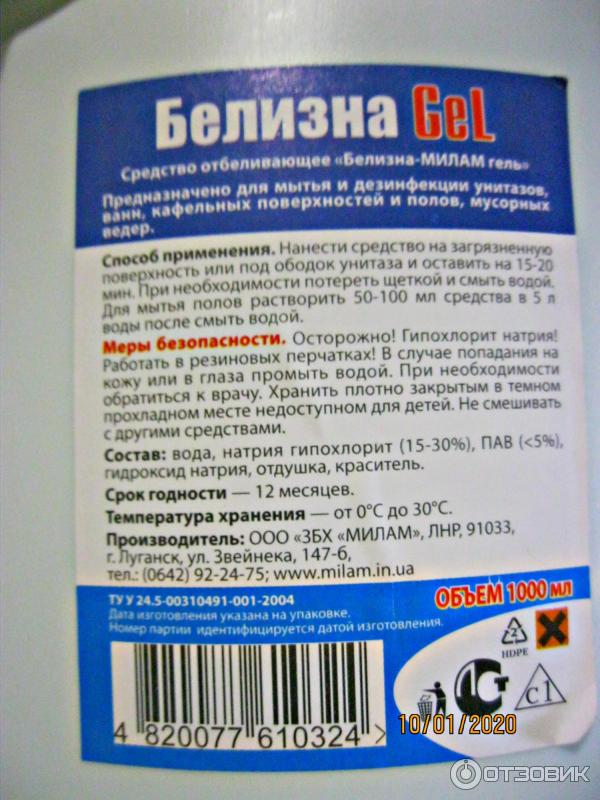 Белизна GeL
Средство отбеливающее «Белизна-МИЛАМ гель»
Предназначено для мытья и дезинфекции унитазов,
ванн, кафельных поверхностей и полов, мусорных
ведер.
Способ применения. Нанести средство на загрязненную
поверхность или под ободок унитаза и оставить на 15-20
мин. При необходимости потереть щеткой и смыть водой.
Для мытья полов растворить 50-100 мл средства в 5 л
воды после смыть водой.
Меры безопасности. Осторожно! Гипохлорит натрия!
Работать в резиновых перчатках! В случае попадания на
кожу или в глаза промыть водой. При необходимости
обратиться к врачу. Хранить плотно закрытым в темном
прохладном месте недоступном для детей. Не смешивать
с другими средствами.
Состав: вода, натрия гипохлорит (15-30%), ПАВ (<5%),
гидроксид натрия, отдушка, краситель.
Срок годности — 12 месяцев.
Температура хранения — от 0°С до 30°С.
Производитель: ООО «ЗБХ «МИЛАМ», ЛНР, 91033,
г. Луганск, ул. Звейнека, 147-б,
тел.: (0642) 92-24-75; www.milam.in.ua
ТУ У 24.5-00310491-001-2004
Дата изготовления указана на упаковке.
Номер партии идентифицируется датой изготовления.
ОБЪЕМ 1000 мл
2
HDPE
с1
4 820077 610324 >
10/01/2020
ОТЗОВИК